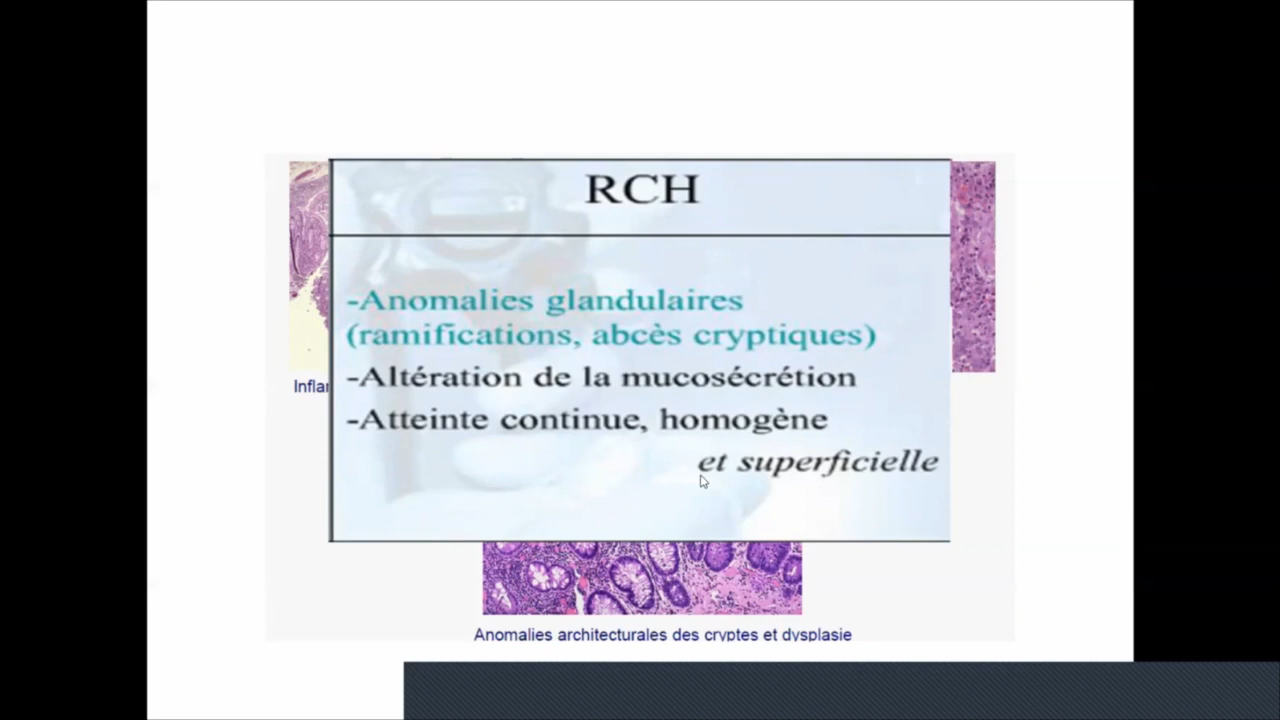 RCH
-Anomalies glandulaires
(ramifications, abcès cryptiques)
-Altération de la mucosécrétion
-Atteinte continue, homogène
et superficielle
Anomalies architecturales des cryptes et dysplasie